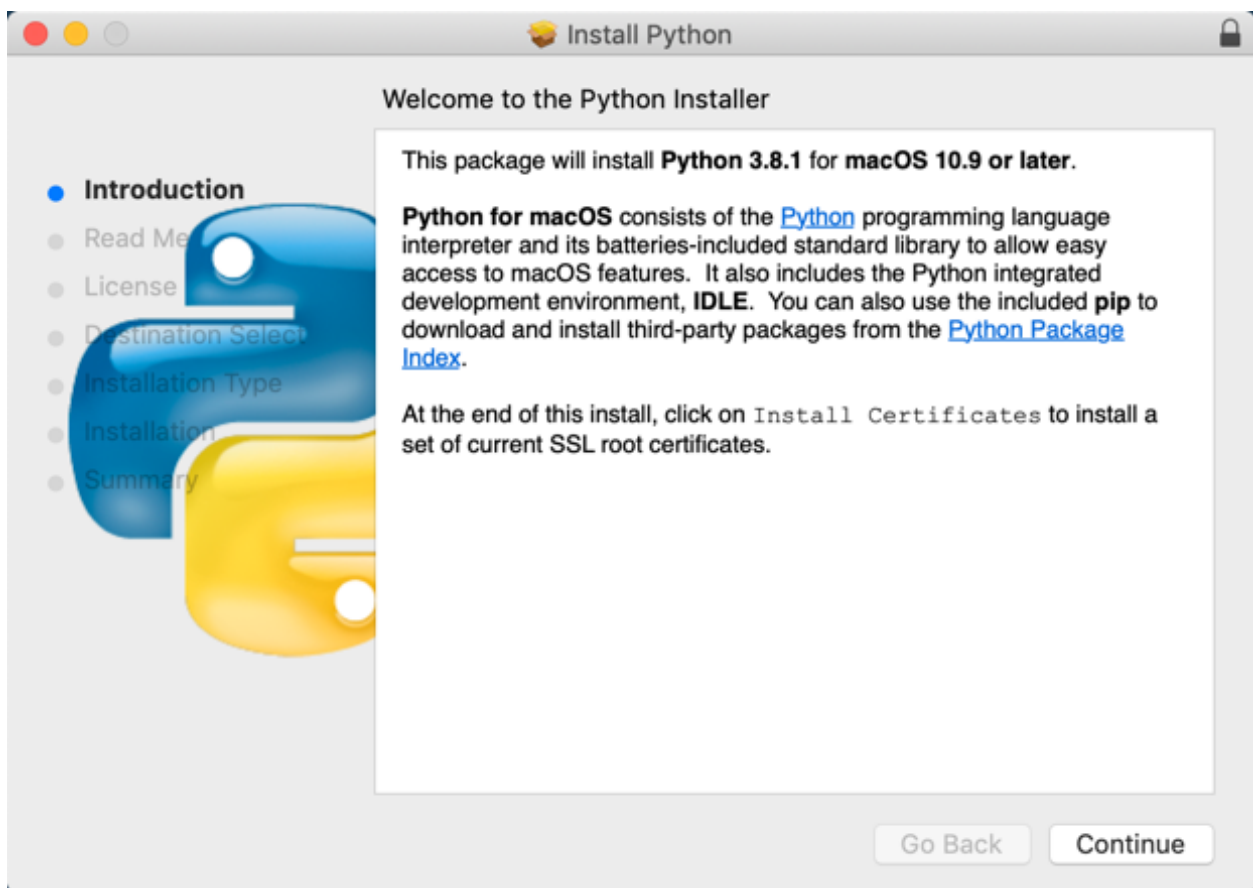 Install Python
Welcome to the Python Installer
Introduction
Read Me
License
Destination Select
Installation Type
Installation
Summary
This package will install Python 3.8.1 for macOS 10.9 or later.
Python for macOS consists of the Python programming language
interpreter and its batteries-included standard library to allow easy
access to macOS features.  It also includes the Python integrated
development environment, IDLE.  You can also use the included pip to
download and install third-party packages from the Python Package
Index.
At the end of this install, click on Install Certificates to install a
set of current SSL root certificates.
Go Back
Continue